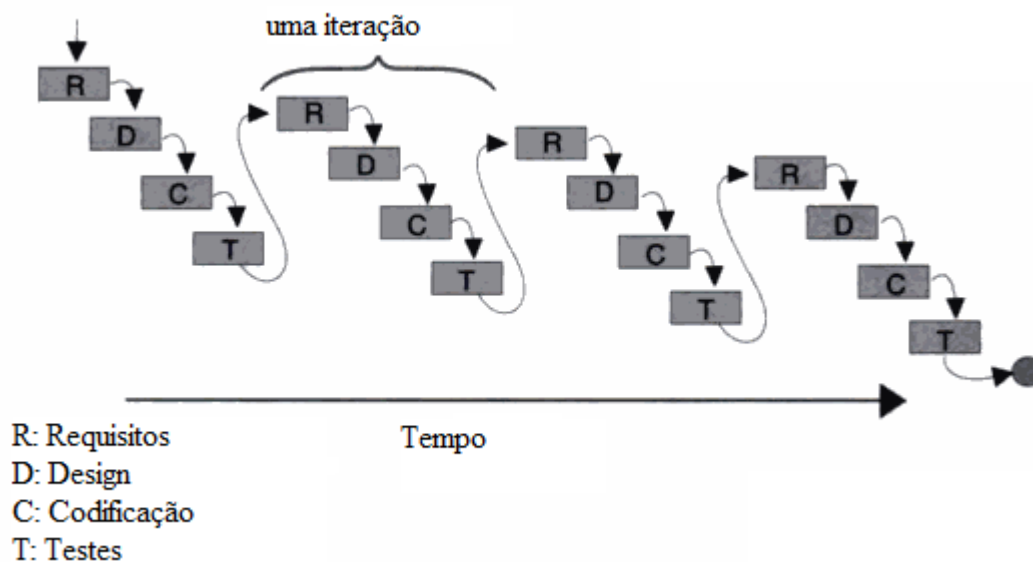 uma iteração
R
D
C
T
R
D
C
T
R
D
C
T
R
D
C
T
Tempo
R: Requisitos
D: Design
C: Codificação
T: Testes